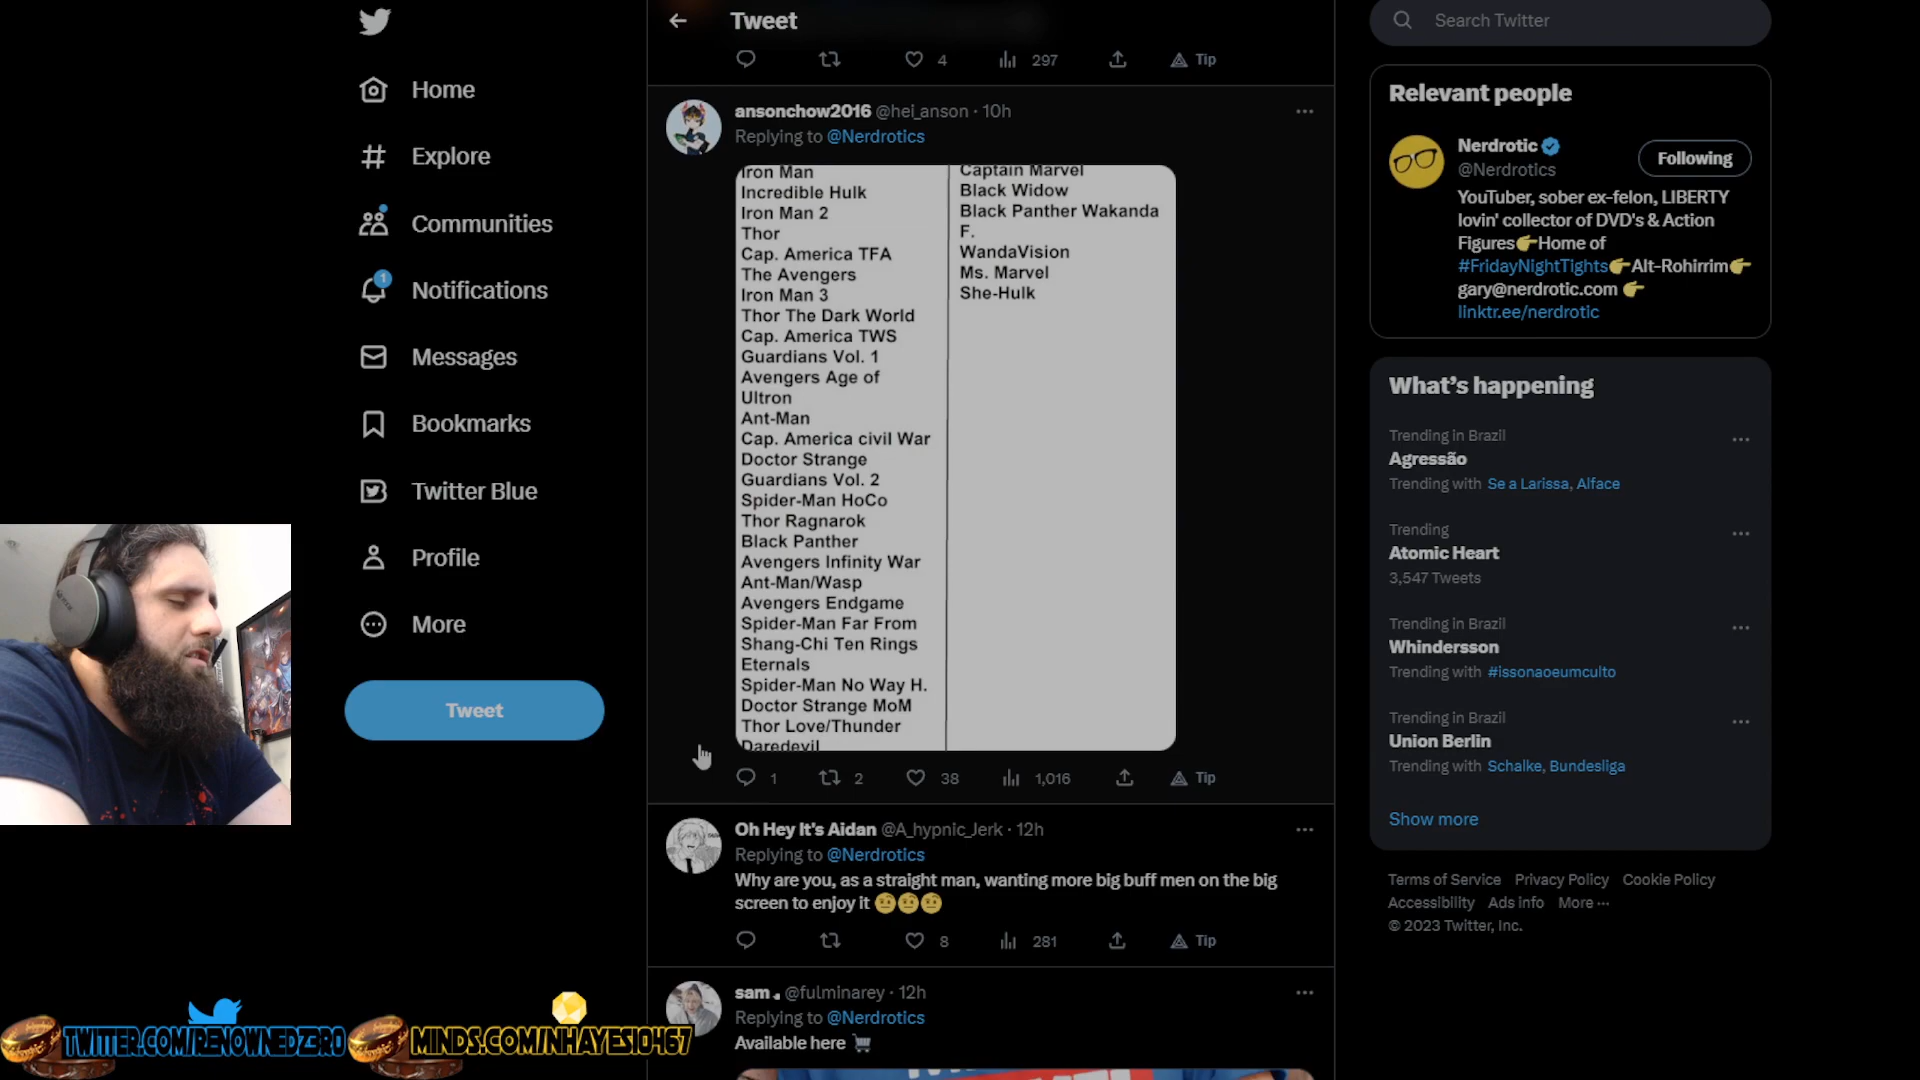 Home
Explore
Communities
1
Notifications
Messages
Bookmarks
Twitter Blue
Profile
More
Tweet
Tweet
4
297
Tip
ansonchow2016 @hei_anson · 10h
Replying to @Nerdrotics
Iron Man
Incredible Hulk
Iron Man 2
Thor
Cap. America TFA
The Avengers
Iron Man 3
Thor The Dark World
Cap. America TWS
Guardians Vol. 1
Avengers Age of
Ultron
Ant-Man
Cap. America civil War
Doctor Strange
Guardians Vol. 2
Spider-Man HoCo
Thor Ragnarok
Black Panther
Avengers Infinity War
Ant-Man/Wasp
Avengers Endgame
Spider-Man Far From
Shang-Chi Ten Rings
Eternals
Spider-Man No Way H.
Doctor Strange MoM
Thor Love/Thunder
Daredevil
Captain Marvel
Black Widow
Black Panther Wakanda
F.
WandaVision
Ms. Marvel
She-Hulk
1
2
38
1,016
Tip
Oh Hey It's Aidan @A_hypnic_Jerk · 12h
Replying to @Nerdrotics
Why are you, as a straight man, wanting more big buff men on the big
screen to enjoy it 🤨🤨🤨
8
281
Tip
sam @fulminarey · 12h
Replying to @Nerdrotics
Available here 🛒
Search Twitter
Relevant people
Nerdrotic
@Nerdrotics
Following
YouTuber, sober ex-felon, LIBERTY
lovin' collector of DVD's & Action
Figures👉Home of
#FridayNightTights👉Alt-Rohirrim👉
gary@nerdrotic.com 👉
linktr.ee/nerdrotic
What's happening
Trending in Brazil
Agressão
Trending with Se a Larissa, Alface
Trending
Atomic Heart
3,547 Tweets
Trending in Brazil
Whindersson
Trending with #issonaoeumculto
Trending in Brazil
Union Berlin
Trending with Schalke, Bundesliga
Show more
Terms of Service Privacy Policy Cookie Policy
Accessibility Ads info More ···
© 2023 Twitter, Inc.
TWITTER.COM/RENOWNEDZ3R0
MINDS.COM/NHAYES10467